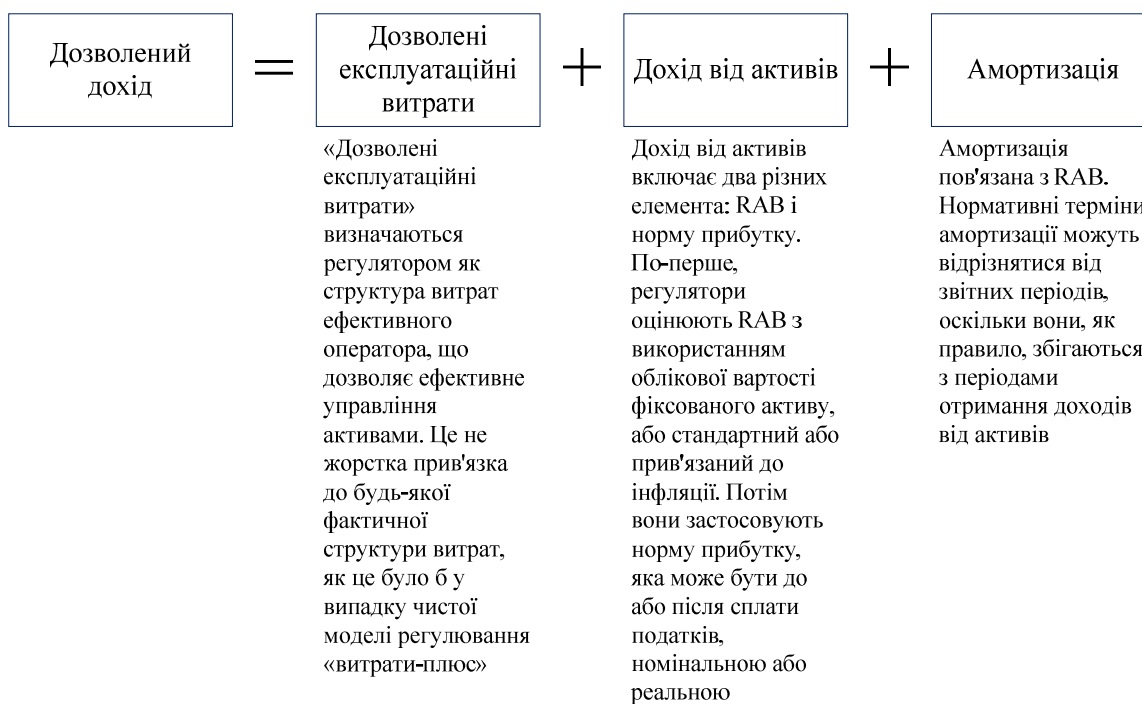 Дозволений
дохід
=
Дозволені
експлуатаційні
витрати
+
Дохід від активів
+
Амортизація
«Дозволені
експлуатаційні
витрати»
визначаються
регулятором як
структура витрат
ефективного
оператора, що
дозволяє ефективне
управління
активами. Це не
жорстка прив'язка
до будь-якої
фактичної
структури витрат,
як це було б у
випадку чистої
моделі регулювання
«витрати-плюс»
Дохід від активів
включає два різних
елемента: RAB і
норму прибутку.
По-перше,
регулятори
оцінюють RAB з
використанням
облікової вартості
фіксованого активу,
або стандартний або
прив'язаний до
інфляції. Потім
вони застосовують
норму прибутку,
яка може бути до
або після сплати
податків,
номінальною або
реальною
Амортизація
пов'язана з RAB.
Нормативні терміни
амортизації можуть
відрізнятися від
звітних періодів,
оскільки вони, як
правило, збігаються
з періодами
отримання доходів
від активів